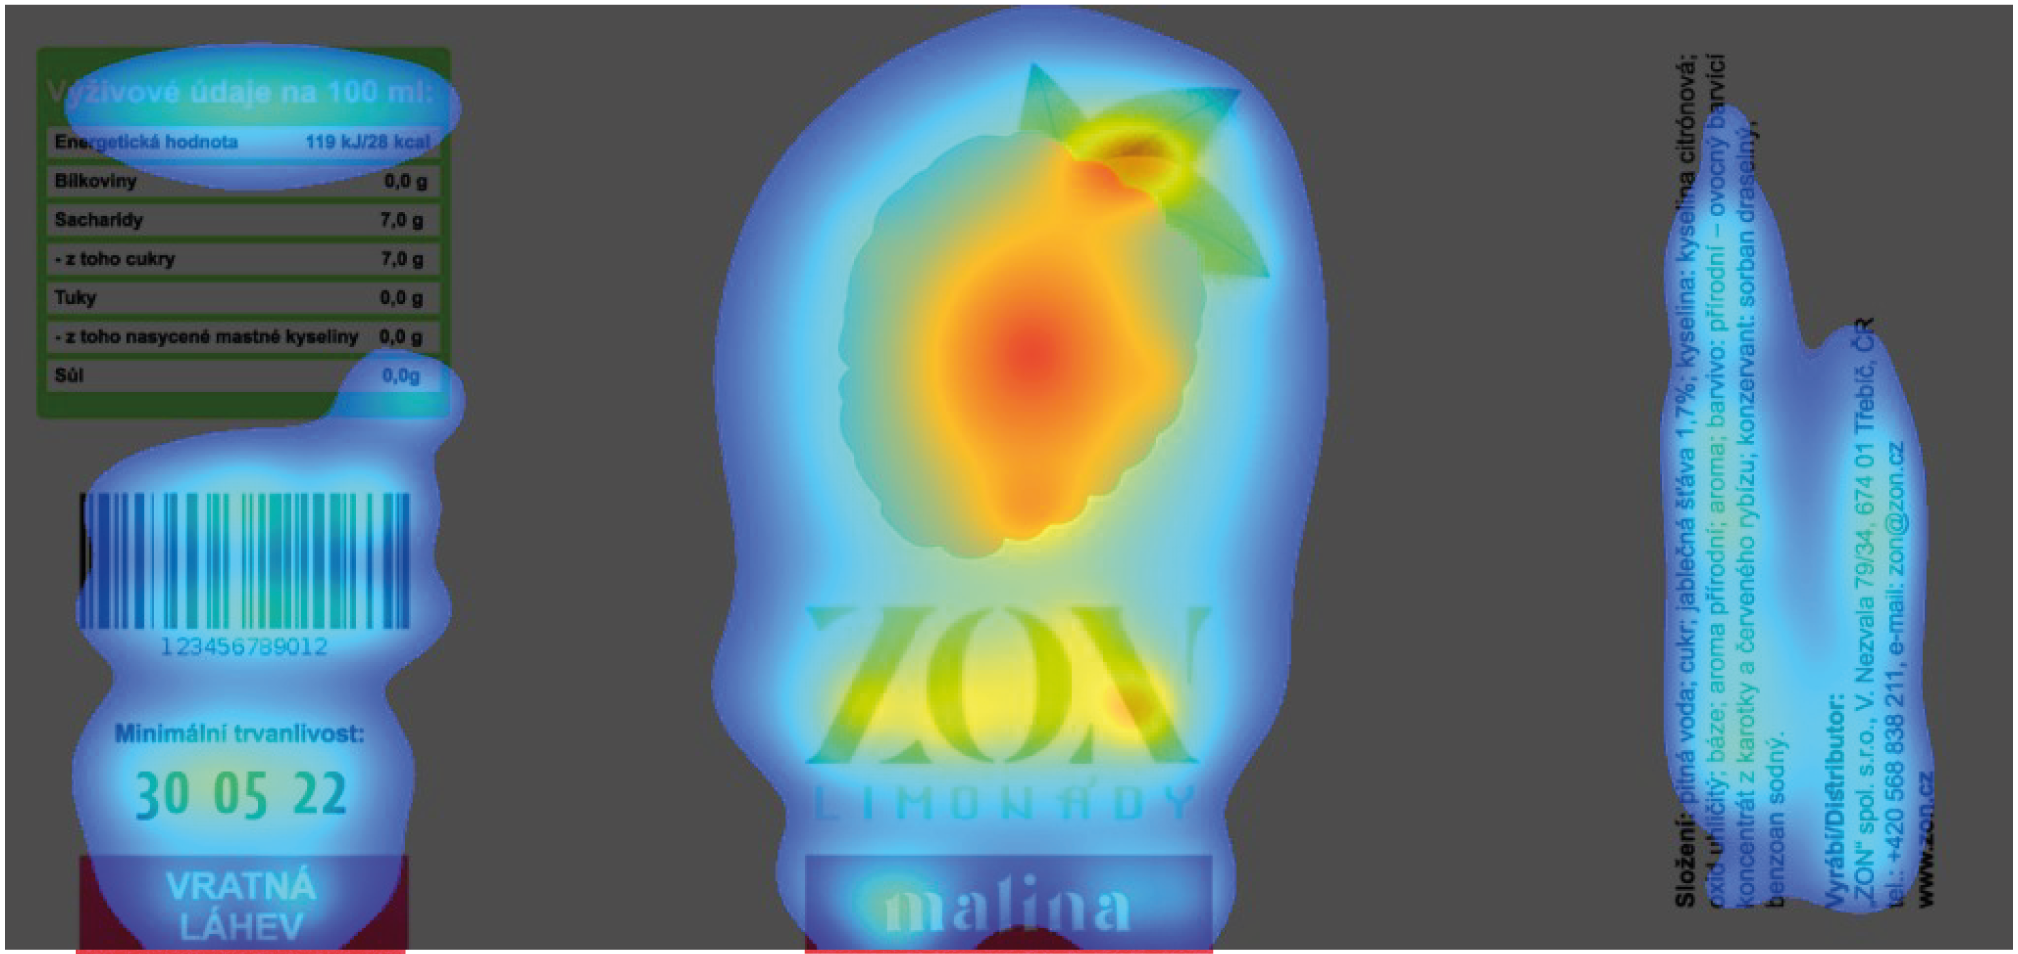 Výživové údaje na 100 ml:
Energetická hodnota 119 kJ/28 kcal
Bílkoviny 0,0 g
Sacharidy 7,0 g
- z toho cukry 7,0 g
Tuky 0,0 g
- z toho nasycené mastné kyseliny 0,0 g
Sůl 0,0g
123456789012
Minimální trvanlivost:
30 05 22
VRATNÁ
LÁHEV
ZON
LIMONÁDY
malina
Složení: pitná voda; cukr; jablečná šťáva 1,7%; kyselina: kyselina citrónová;
oxid uhličitý; báze; aroma přírodní; aroma; barvivo: přírodní – ovocný barvící
koncentrát z karotky a červeného rybízu; konzervant: sorban draselný,
benzoan sodný.
Vyrábí/Distributor:
„ZON" spol. s.r.o., V. Nezvala 79/34, 674 01 Třebíč, ČR
tel.: +420 568 838 211, e-mail: zon@zon.cz
www.zon.cz